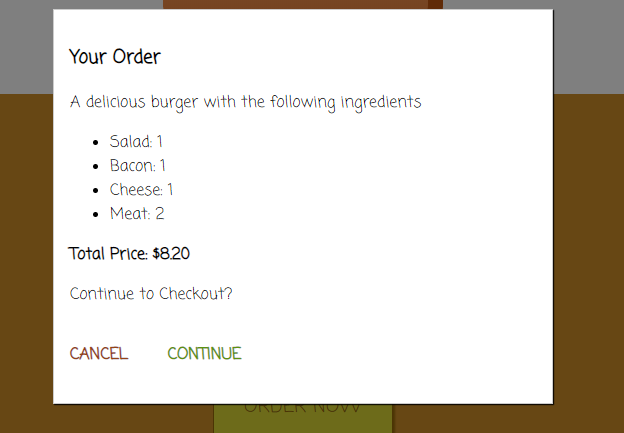 Your Order
A delicious burger with the following ingredients
Salad: 1
Bacon: 1
Cheese: 1
Meat: 2
Total Price: $8.20
Continue to Checkout?
CANCEL CONTINUE
ORDER NOW